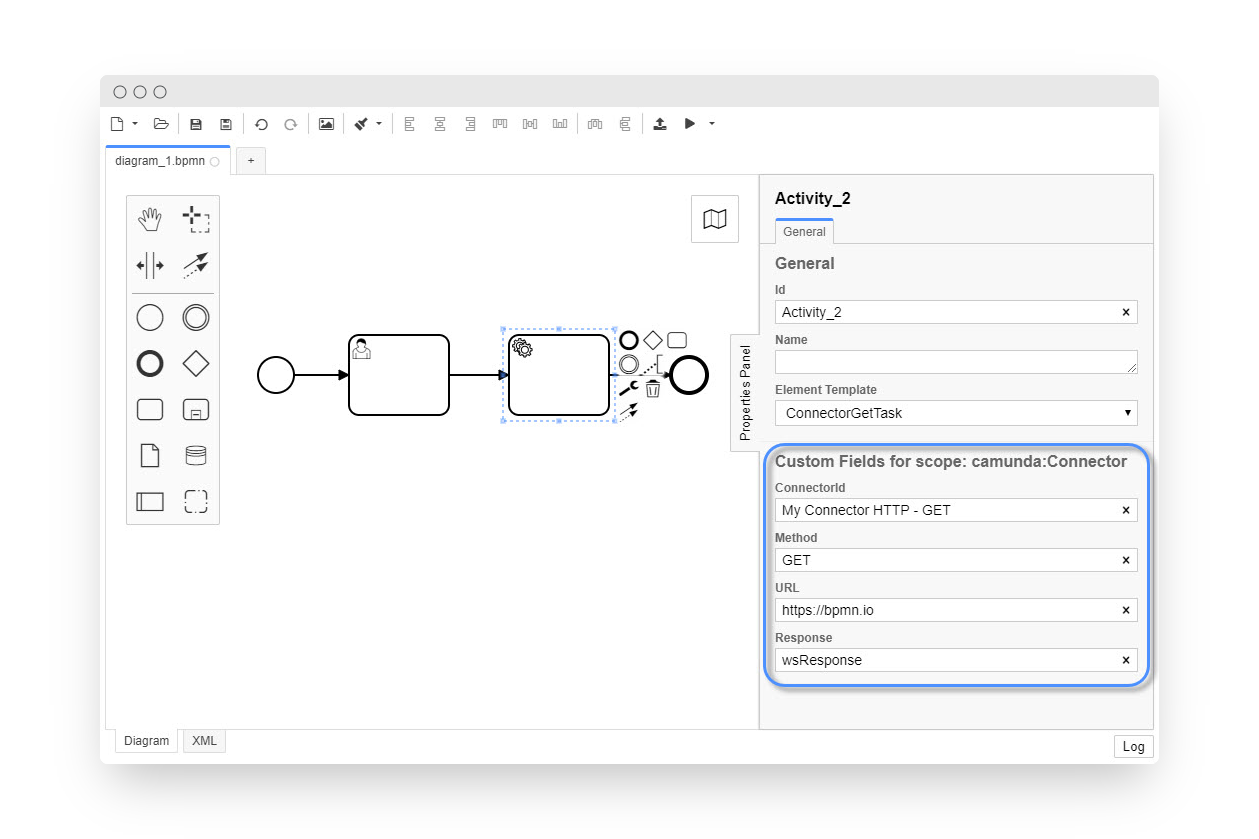 diagram_1.bpmn
+
Activity_2
General
General
Id
Activity_2
Name
Element Template
ConnectorGetTask
Properties Panel
Custom Fields for scope: camunda:Connector
ConnectorId
My Connector HTTP - GET
Method
GET
URL
https://bpmn.io
Response
wsResponse
Diagram
XML
Log